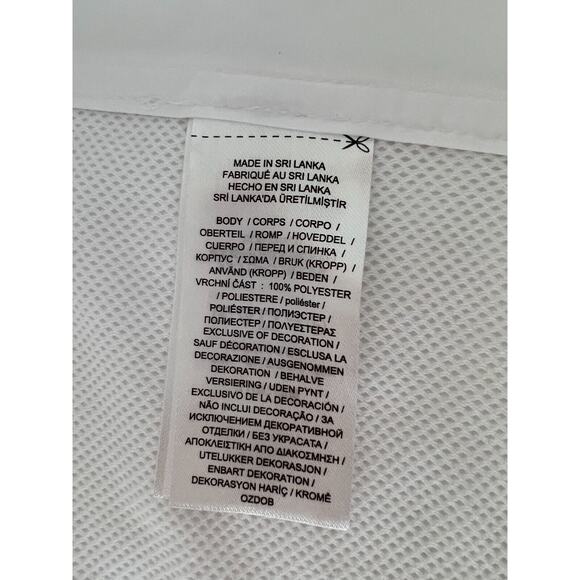 MADE IN SRI LANKA
FABRIQUÉ AU SRI LANKA
HECHO EN SRI LANKA
SRİ LANKA'DA ÜRETİLMİŞTİR
BODY / CORPS / CORPO /
OBERTEIL / ROMP / HOVEDDEL /
CUERPO / ПЕРЕД И СПИНКА /
КОРПУС / ΣΩΜΑ / BRUK (KROPP) /
ANVÄND (KROPP) / BEDEN /
VRCHNÍ ČÁST : 100% POLYESTER
/ POLIESTERE / poliéster /
POLIÉSTER / ПОЛИЭСТЕР /
ПОЛИЕСТЕР / ΠΟΛΥΕΣΤΕΡΑΣ
EXCLUSIVE OF DECORATION /
SAUF DÉCORATION / ESCLUSA LA
DECORAZIONE / AUSGENOMMEN
DEKORATION / BEHALVE
VERSIERING / UDEN PYNT /
EXCLUSIVO DE LA DECORACIÓN /
NÃO INCLUI DECORAÇÃO / ЗА
ИСКЛЮЧЕНИЕМ ДЕКОРАТИВНОЙ
ОТДЕЛКИ / БЕЗ УКРАСАТА /
ΑΠΟΚΛΕΙΣΤΙΚΗ ΑΠΟ ΔΙΑΚΟΣΜΗΣΗ /
UTELUKKER DEKORASJON /
ENBART DEKORATION /
DEKORASYON HARİÇ / KROMĚ
OZDOB